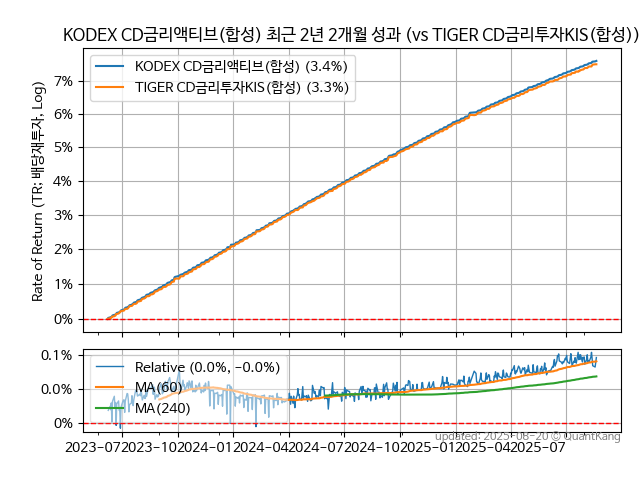 KODEX CD금리액티브(합성) 최근 2년 2개월 성과 (vs TIGER CD금리투자KIS(합성))
Rate of Return (TR; 배당재투자, Log)
7%
6%
5%
4%
3%
2%
1%
0%
KODEX CD금리액티브(합성) (3.4%)
TIGER CD금리투자KIS(합성) (3.3%)
0.1%
0.0%
0%
Relative (0.0%, −0.0%)
MA(60)
MA(240)
2023-07 2023-10 2024-01 2024-04 2024-07 2024-10 2025-01 2025-04 2025-07
updated: 2025-08-20 © QuantKang